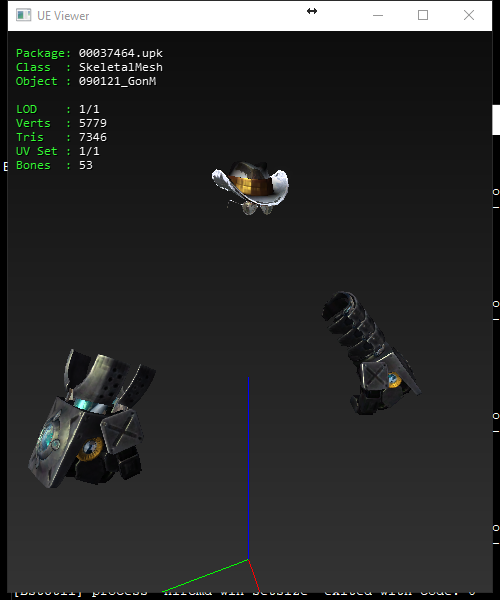 UE Viewer
Package: 00037464.upk
Class : SkeletalMesh
Object : 090121_GonM
LOD : 1/1
Verts : 5779
Tris : 7346
UV Set : 1/1
Bones : 53